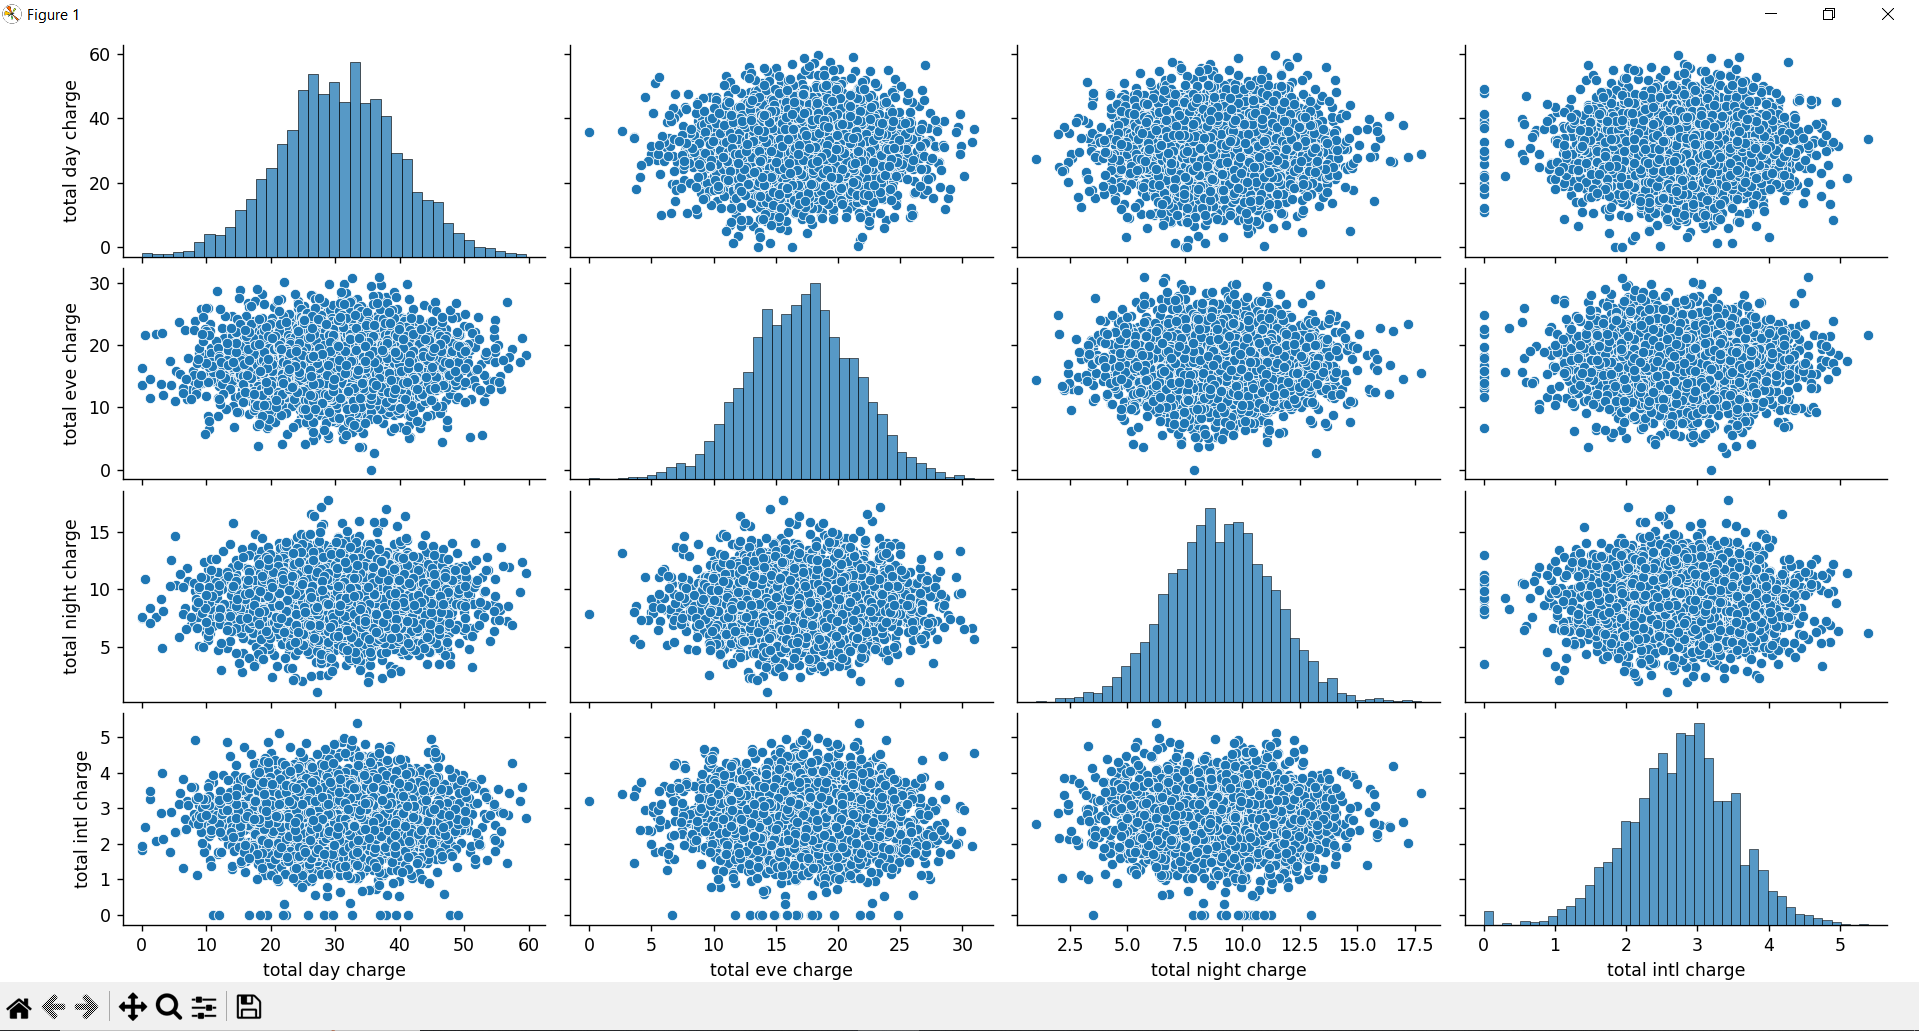 Figure 1
60
40
20
0
total day charge
30
20
10
0
total eve charge
15
10
5
total night charge
5
4
3
2
1
0
total intl charge
0 10 20 30 40 50 60
total day charge
0 5 10 15 20 25 30
total eve charge
2.5 5.0 7.5 10.0 12.5 15.0 17.5
total night charge
0 1 2 3 4 5
total intl charge